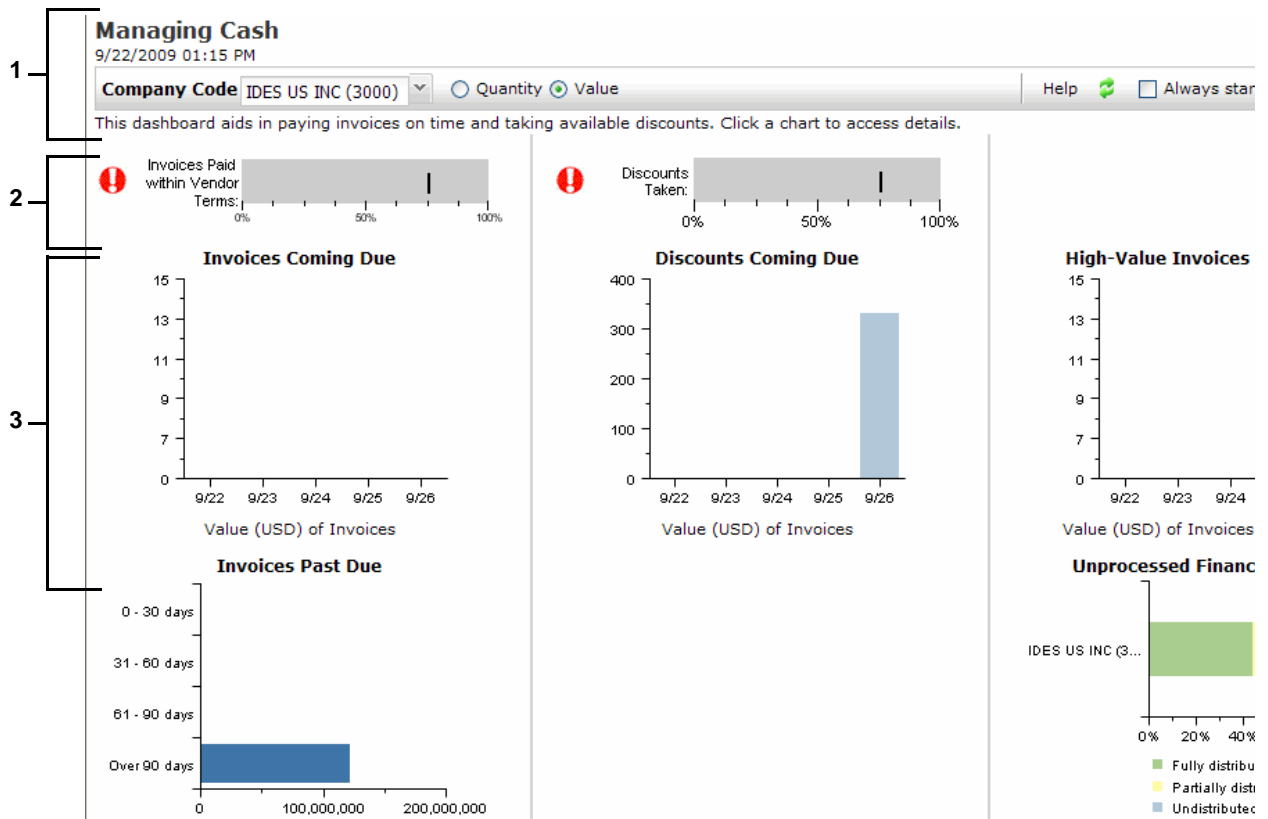 1
2
3
Managing Cash
9/22/2009 01:15 PM
Company Code IDES US INC (3000) Quantity Value Help Always star
This dashboard aids in paying invoices on time and taking available discounts. Click a chart to access details.
Invoices Paid
within Vendor
Terms:
0% 50% 100%
Discounts
Taken:
0% 50% 100%
Invoices Coming Due
15
13
11
9
7
0
9/22 9/23 9/24 9/25 9/26
Value (USD) of Invoices
Discounts Coming Due
400
300
200
100
0
9/22 9/23 9/24 9/25 9/26
Value (USD) of Invoices
High-Value Invoices
15
13
11
9
7
0
9/22 9/23 9/24
Value (USD) of Invoices
Invoices Past Due
0 - 30 days
31 - 60 days
61 - 90 days
Over 90 days
0 100,000,000 200,000,000
Unprocessed Financ
IDES US INC (3...
0% 20% 40%
Fully distribu
Partially distr
Undistributed